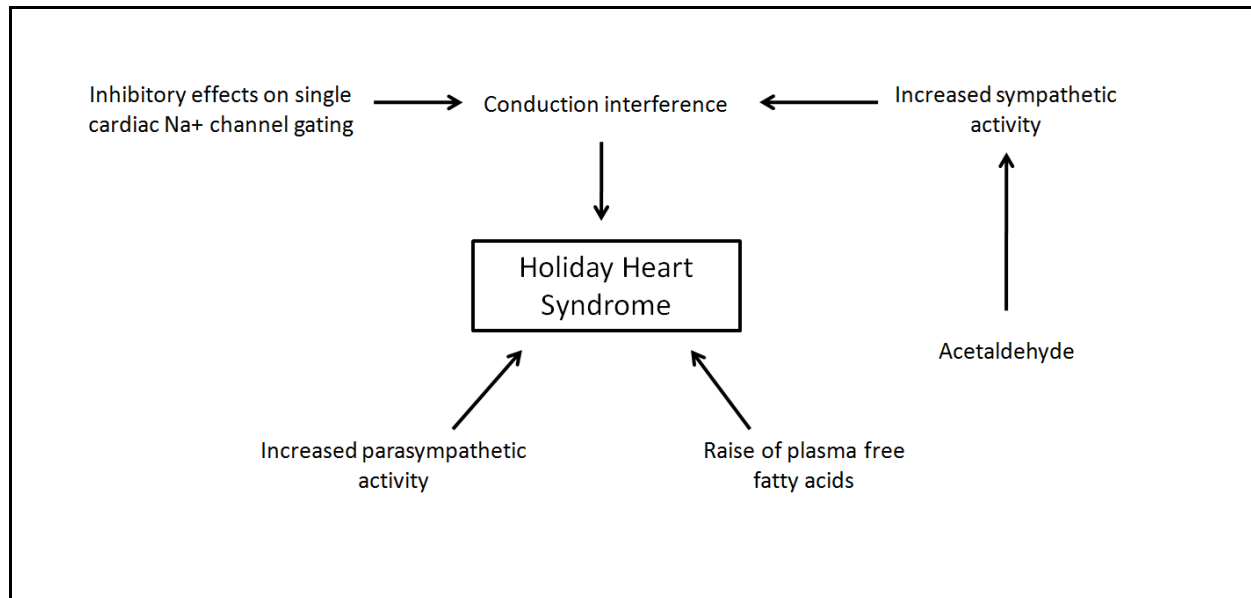 Inhibitory effects on single
cardiac Na+ channel gating
Conduction interference
Increased sympathetic
activity
Holiday Heart
Syndrome
Acetaldehyde
Increased parasympathetic
activity
Raise of plasma free
fatty acids